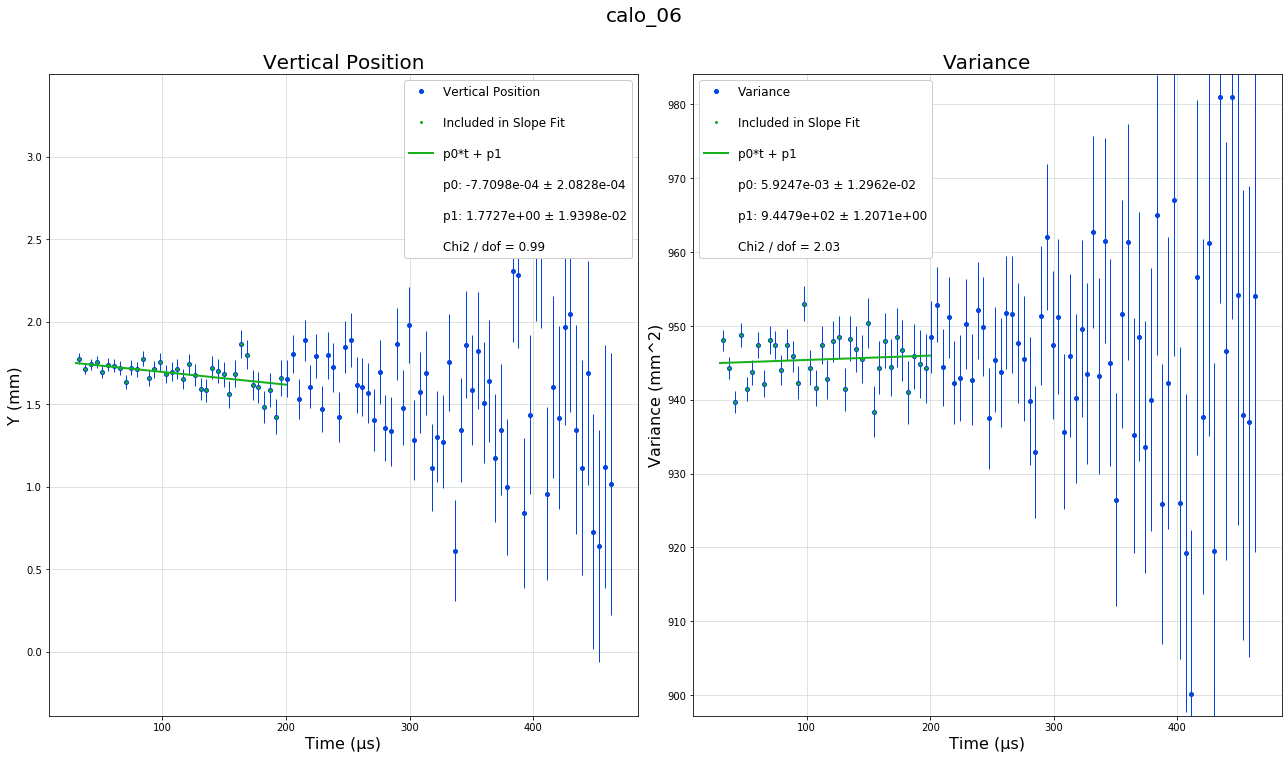 calo_06
Vertical Position
Vertical Position
Included in Slope Fit
p0*t + p1
p0: -7.7098e-04 ± 2.0828e-04
p1: 1.7727e+00 ± 1.9398e-02
Chi2 / dof = 0.99
Y (mm)
3.0
2.5
2.0
1.5
1.0
0.5
0.0
100
200
300
400
Time (μs)
Variance
Variance
Included in Slope Fit
p0*t + p1
p0: 5.9247e-03 ± 1.2962e-02
p1: 9.4479e+02 ± 1.2071e+00
Chi2 / dof = 2.03
Variance (mm^2)
980
970
960
950
940
930
920
910
900
100
200
300
400
Time (μs)